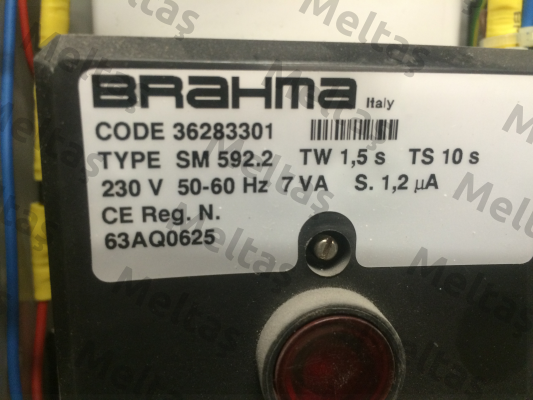 BRAHMA Italy
CODE 36283301
TYPE SM 592.2 TW 1,5 s TS 10 s
230 V 50-60 Hz 7 VA S. 1,2 µA
CE Reg. N.
63AQ0625
Meltaş